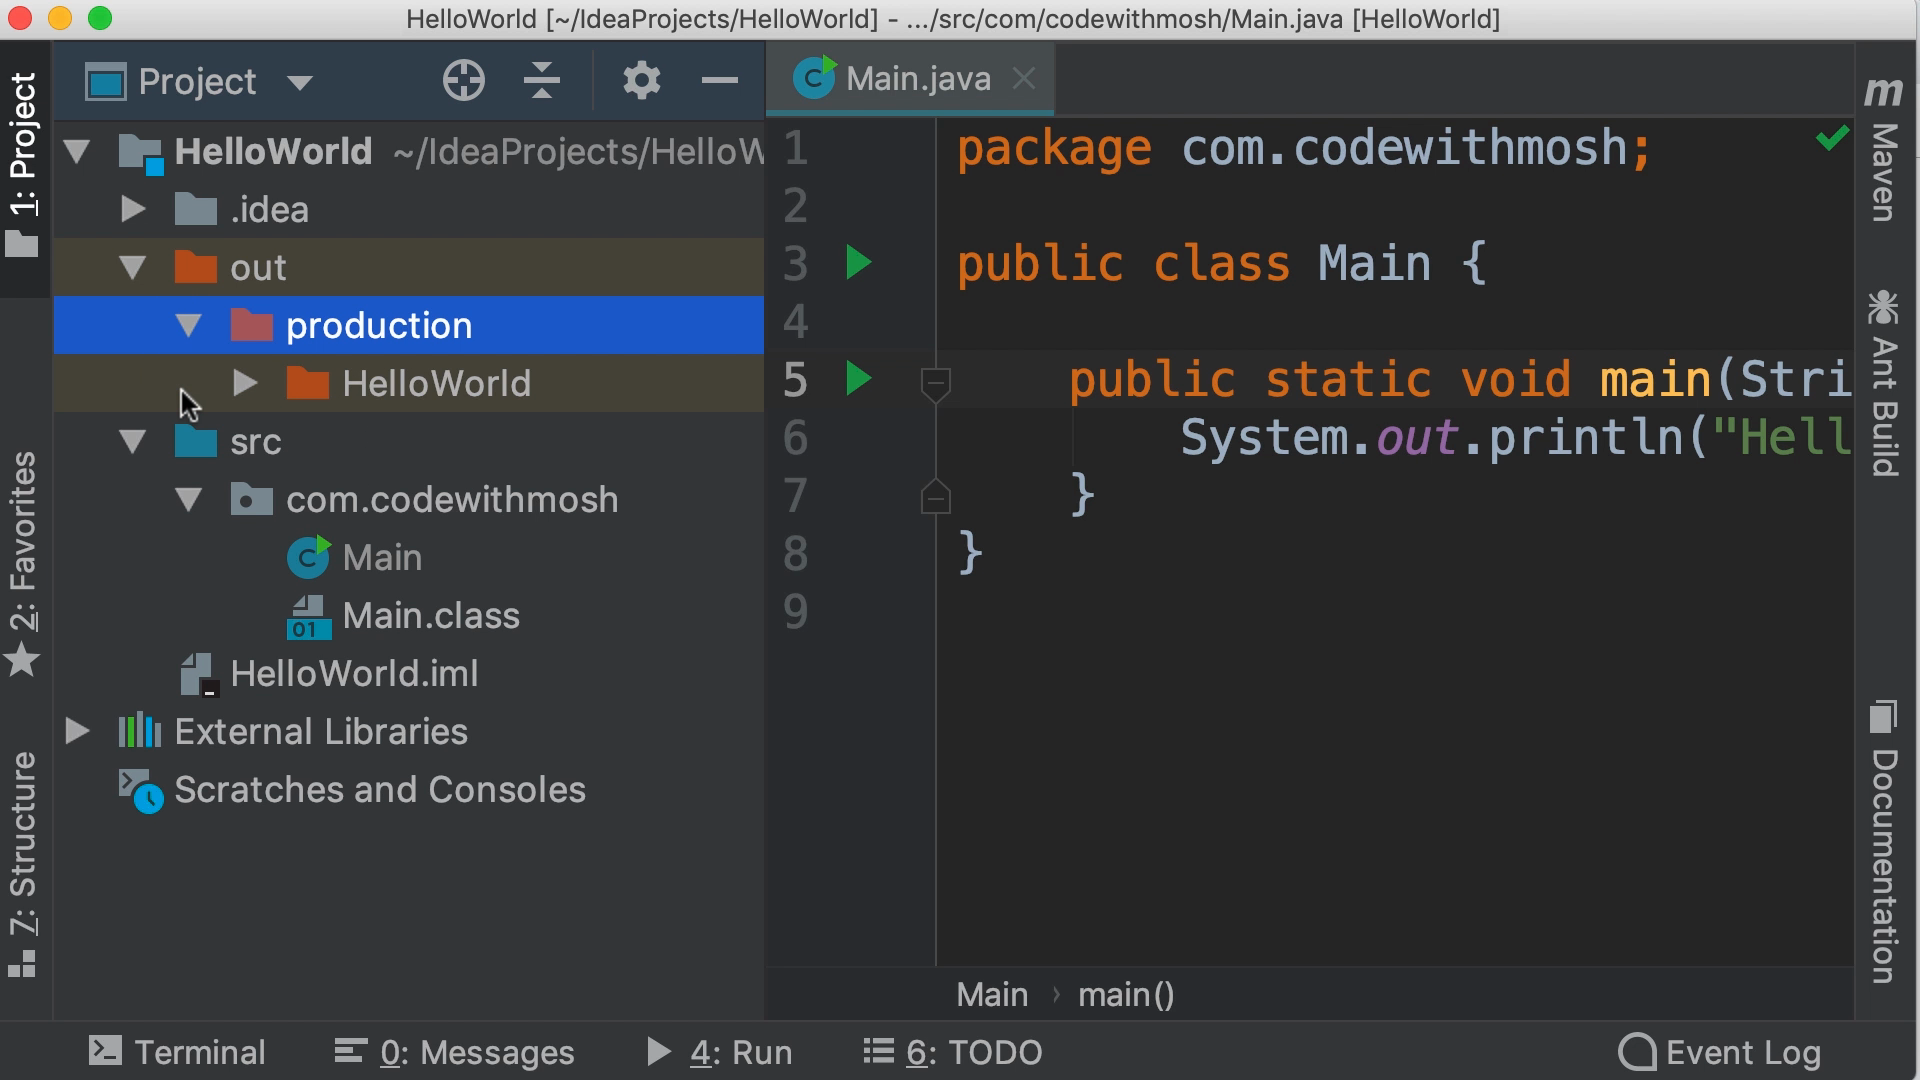 HelloWorld [~/IdeaProjects/HelloWorld] - .../src/com/codewithmosh/Main.java [HelloWorld]
1: Project
2: Favorites
7: Structure
Project
HelloWorld ~/IdeaProjects/HelloW
.idea
out
production
HelloWorld
src
com.codewithmosh
C Main
01 Main.class
HelloWorld.iml
External Libraries
Scratches and Consoles
C Main.java
1 package com.codewithmosh;
2
3 public class Main {
4
5 public static void main(Stri
6 System.out.println("Hell
7 }
8 }
9
Main › main()
m Maven
Ant Build
Documentation
Terminal
0: Messages
4: Run
6: TODO
Event Log